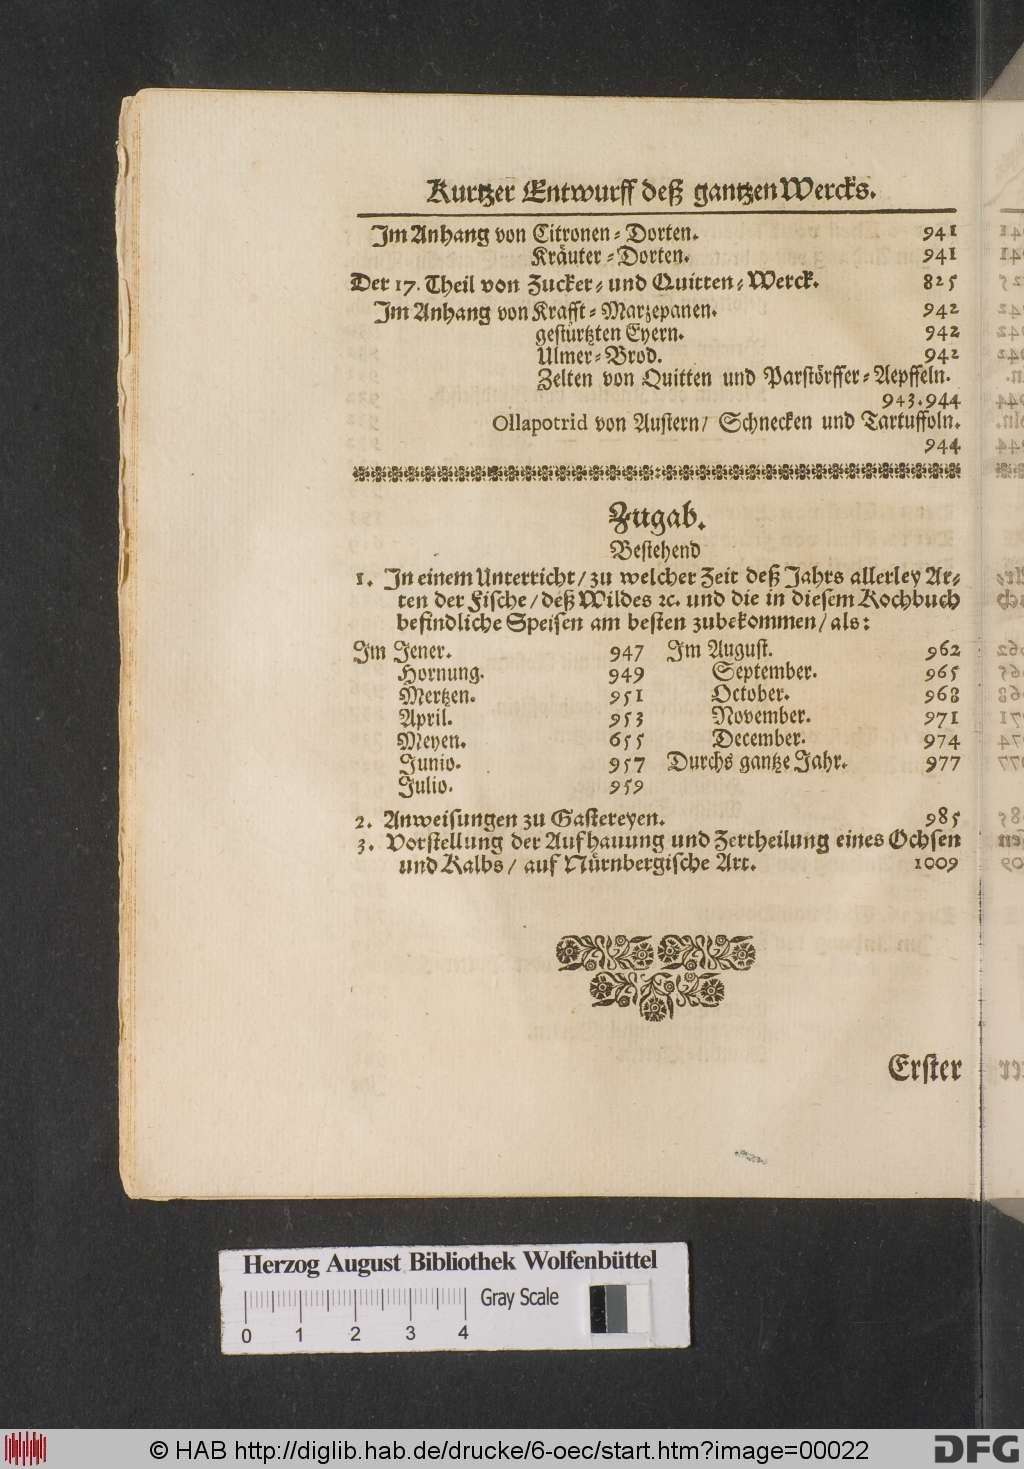 Kurtzer Entwurff deß gantzen Wercks.
Im Anhang von Citronen-Dorten. 941
Kräuter-Dorten. 941
Der 17. Theil von Zucker- und Quitten-Werck. 825
Im Anhang von Krafft-Marzepanen. 942
gestürtzten Eyern. 942
Ulmer-Brod. 942
Zelten von Quitten und Parstörffer-Aepffeln.
943.944
Ollapotrid von Austern/ Schnecken und Tartuffoln.
944
Zugab.
Bestehend
1. In einem Unterricht/ zu welcher Zeit deß Jahrs allerley Ar-
ten der Fische/ deß Wildes ꝛc. und die in diesem Kochbuch
befindliche Speisen am besten zubekommen/ als:
Im Jener. 947 Im August. 962
Hornung. 949 September. 965
Mertzen. 951 October. 968
April. 953 November. 971
Meyen. 655 December. 974
Junio. 957 Durchs gantze Jahr. 977
Julio. 959
2. Anweisungen zu Gastereyen. 985
3. Vorstellung der Aufhauung und Zertheilung eines Ochsen
und Kalbs/ auf Nürnbergische Art. 1009
Erster
Herzog August Bibliothek Wolfenbüttel
Gray Scale
0 1 2 3 4
© HAB http://diglib.hab.de/drucke/6-oec/start.htm?image=00022
DFG